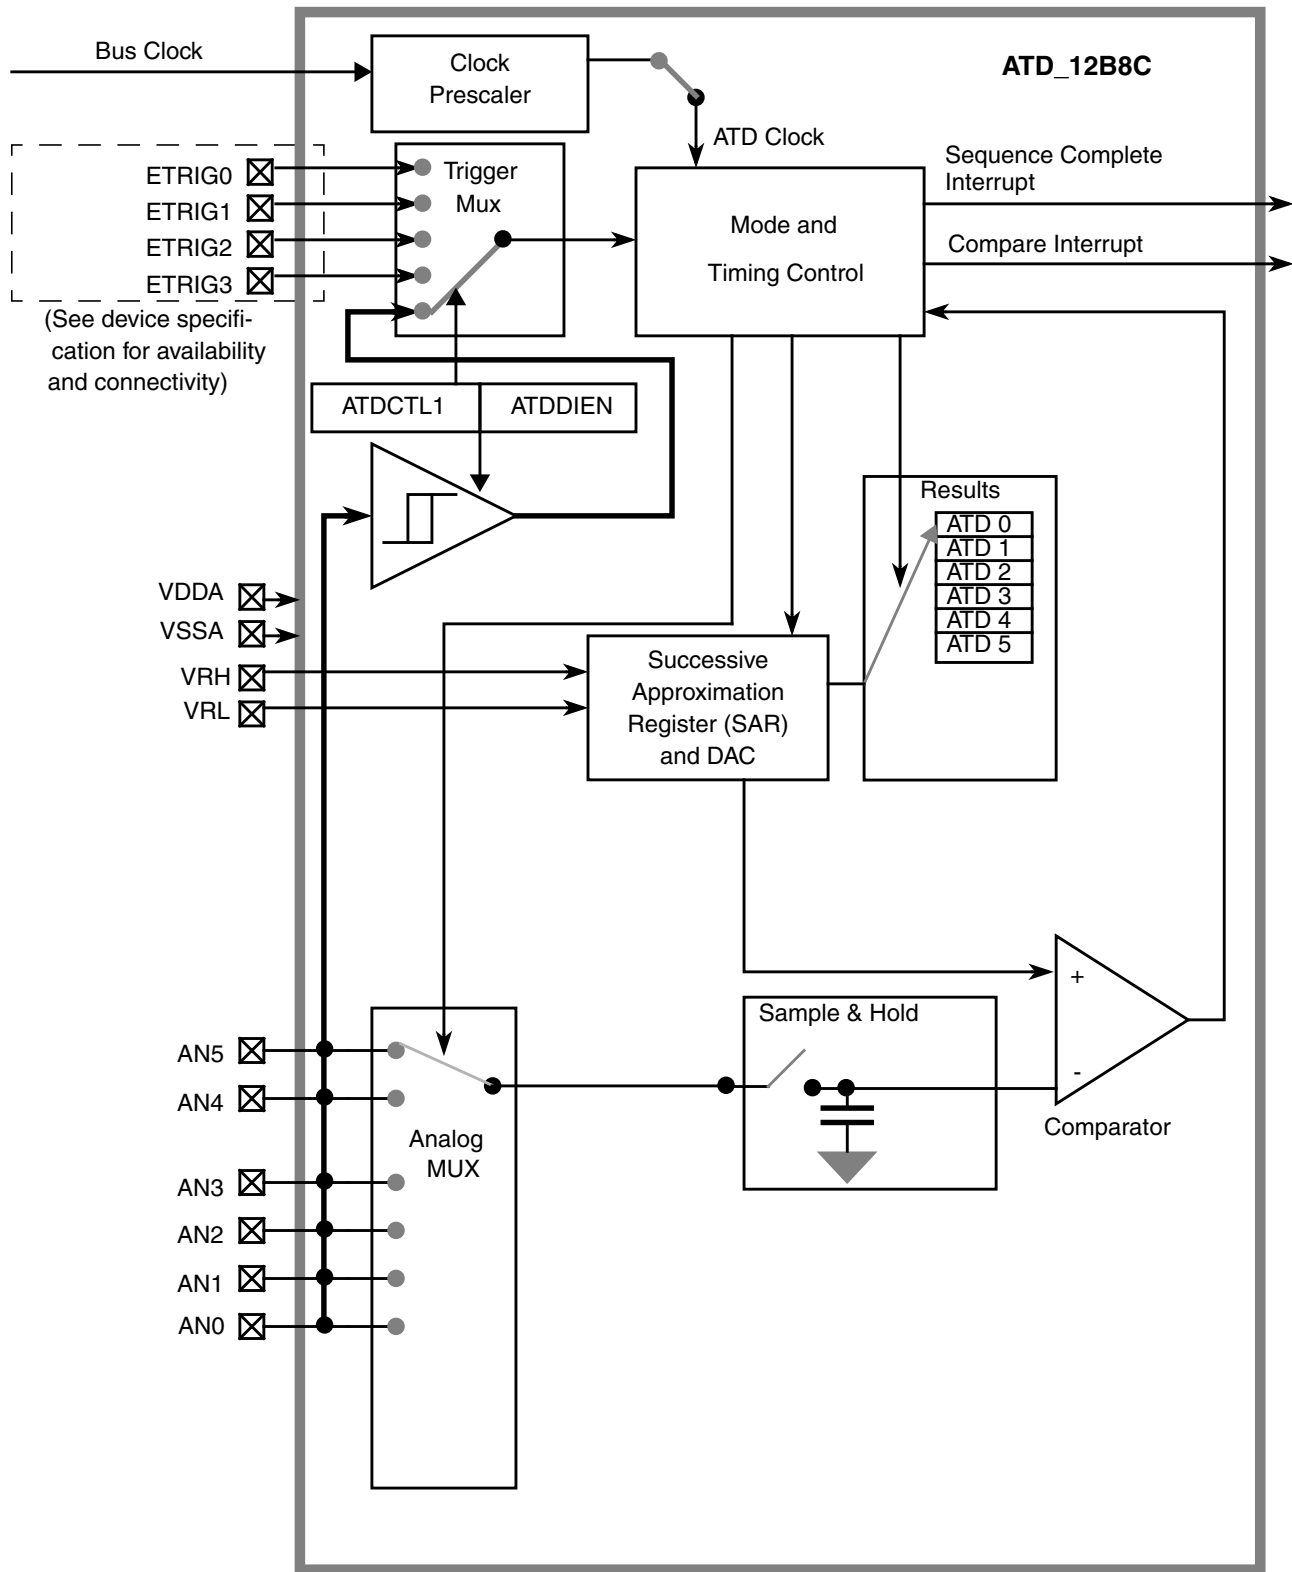 Bus Clock
Clock
Prescaler
ATD_12B8C
ATD Clock
ETRIG0
ETRIG1
ETRIG2
ETRIG3
(See device specifi-
cation for availability
and connectivity)
Trigger
Mux
Mode and
Timing Control
Sequence Complete
Interrupt
Compare Interrupt
ATDCTL1
ATDDIEN
Results
ATD 0
ATD 1
ATD 2
ATD 3
ATD 4
ATD 5
VDDA
VSSA
VRH
VRL
Successive
Approximation
Register (SAR)
and DAC
+
-
Comparator
Sample & Hold
AN5
AN4
AN3
AN2
AN1
AN0
Analog
MUX